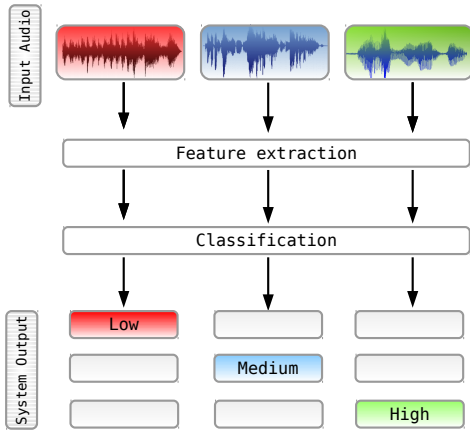 Input Audio
Feature extraction
Classification
System Output
Low
Medium
High